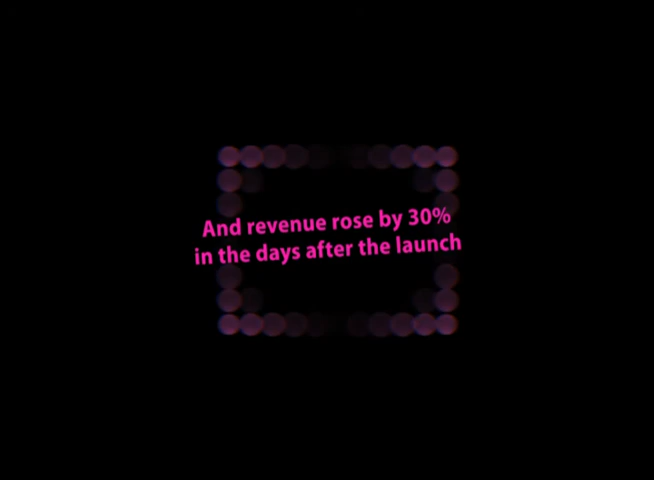 And revenue rose by 30%
in the days after the launch